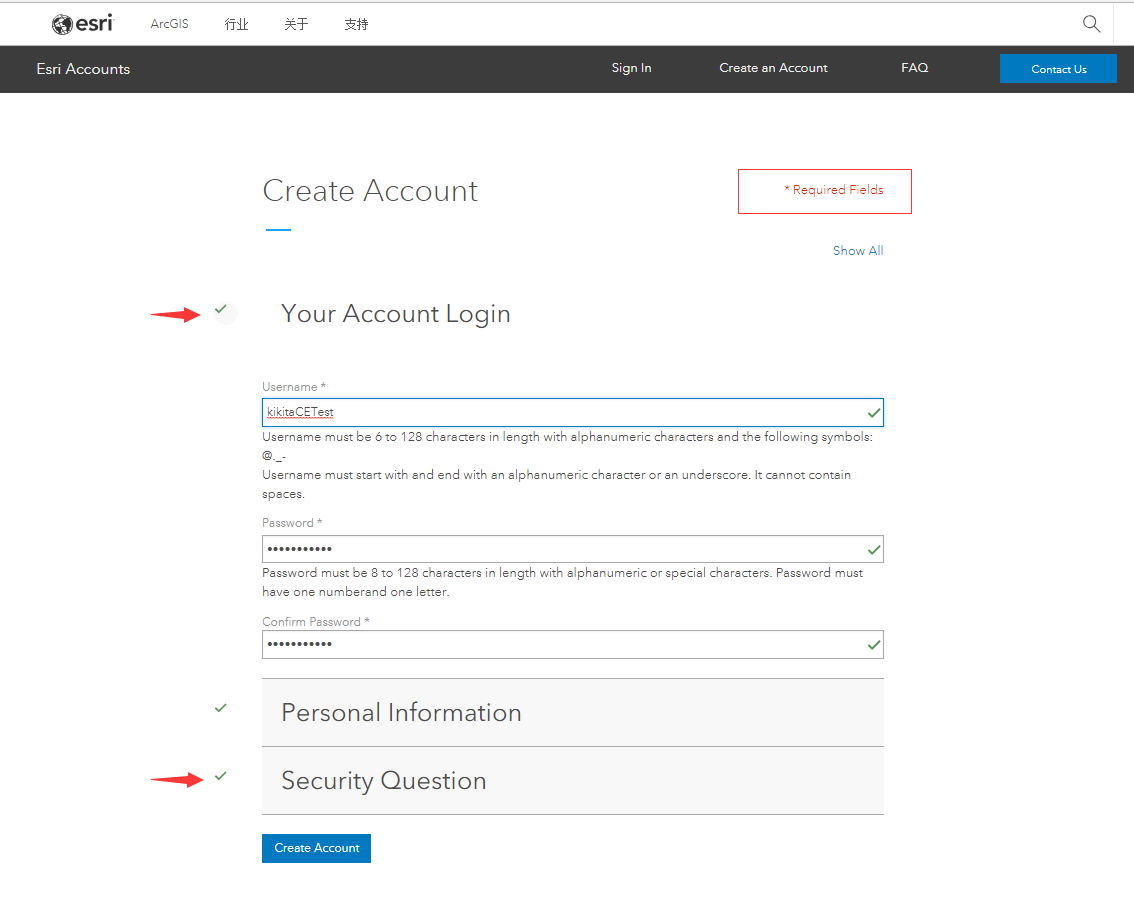 esri ArcGIS 行业 关于 支持
Esri Accounts Sign In Create an Account FAQ Contact Us
Create Account
* Required Fields
Show All
Your Account Login
Username *
kikitaCETest
Username must be 6 to 128 characters in length with alphanumeric characters and the following symbols:
@._-
Username must start with and end with an alphanumeric character or an underscore. It cannot contain
spaces.
Password *
•••••••••••
Password must be 8 to 128 characters in length with alphanumeric or special characters. Password must
have one numberand one letter.
Confirm Password *
•••••••••••
Personal Information
Security Question
Create Account